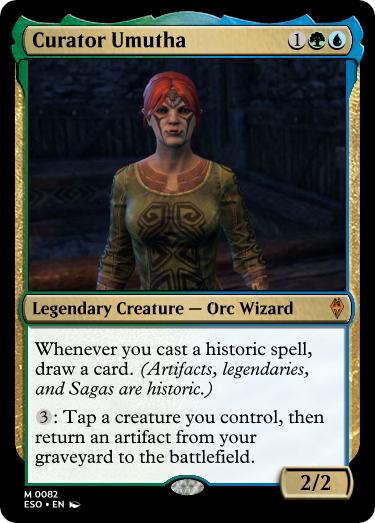 Curator Umutha 1
Legendary Creature — Orc Wizard
Whenever you cast a historic spell,
draw a card. (Artifacts, legendaries,
and Sagas are historic.)
3: Tap a creature you control, then
return an artifact from your
graveyard to the battlefield.
2/2
M 0082
ESO • EN